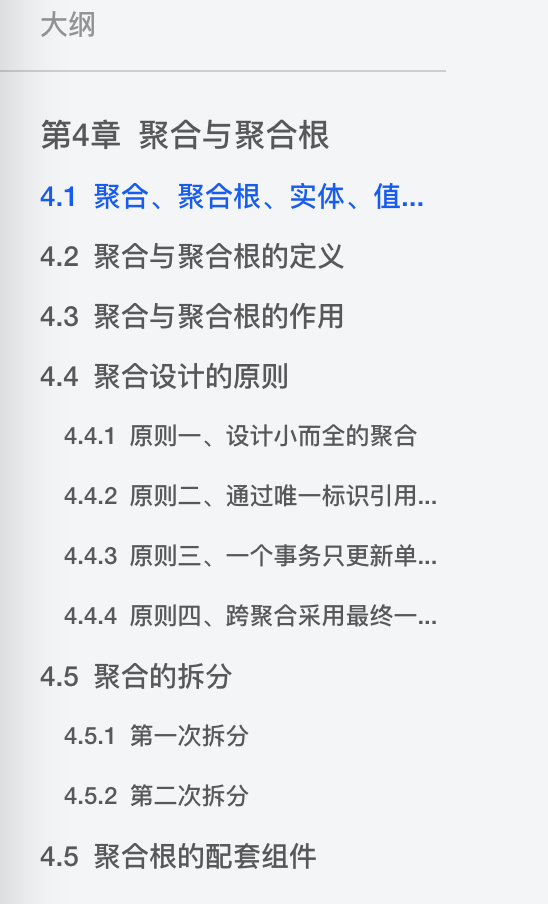 大纲
第4章 聚合与聚合根
4.1 聚合、聚合根、实体、值...
4.2 聚合与聚合根的定义
4.3 聚合与聚合根的作用
4.4 聚合设计的原则
4.4.1 原则一、设计小而全的聚合
4.4.2 原则二、通过唯一标识引用...
4.4.3 原则三、一个事务只更新单...
4.4.4 原则四、跨聚合采用最终一...
4.5 聚合的拆分
4.5.1 第一次拆分
4.5.2 第二次拆分
4.5 聚合根的配套组件